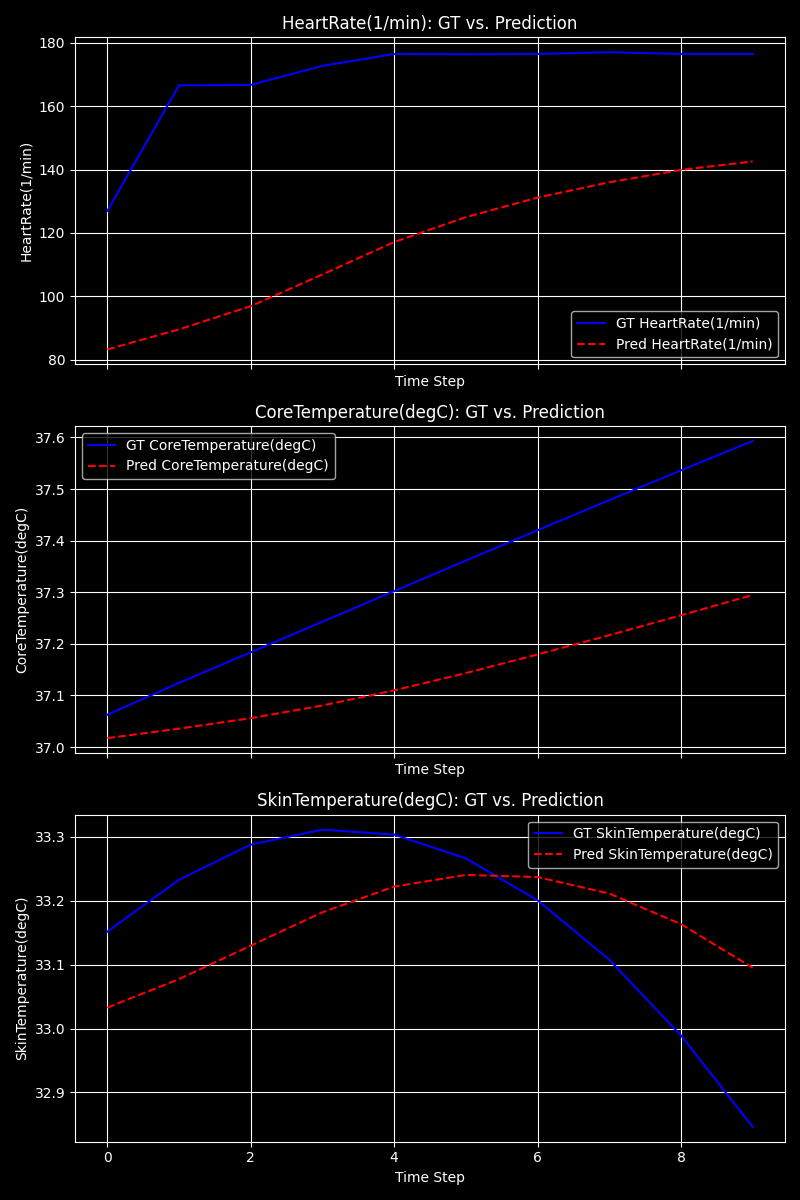 HeartRate(1/min): GT vs. Prediction
180
160
140
120
100
80
HeartRate(1/min)
GT HeartRate(1/min)
Pred HeartRate(1/min)
Time Step
CoreTemperature(degC): GT vs. Prediction
37.6
37.5
37.4
37.3
37.2
37.1
37.0
CoreTemperature(degC)
GT CoreTemperature(degC)
Pred CoreTemperature(degC)
Time Step
SkinTemperature(degC): GT vs. Prediction
33.3
33.2
33.1
33.0
32.9
SkinTemperature(degC)
GT SkinTemperature(degC)
Pred SkinTemperature(degC)
0 2 4 6 8
Time Step